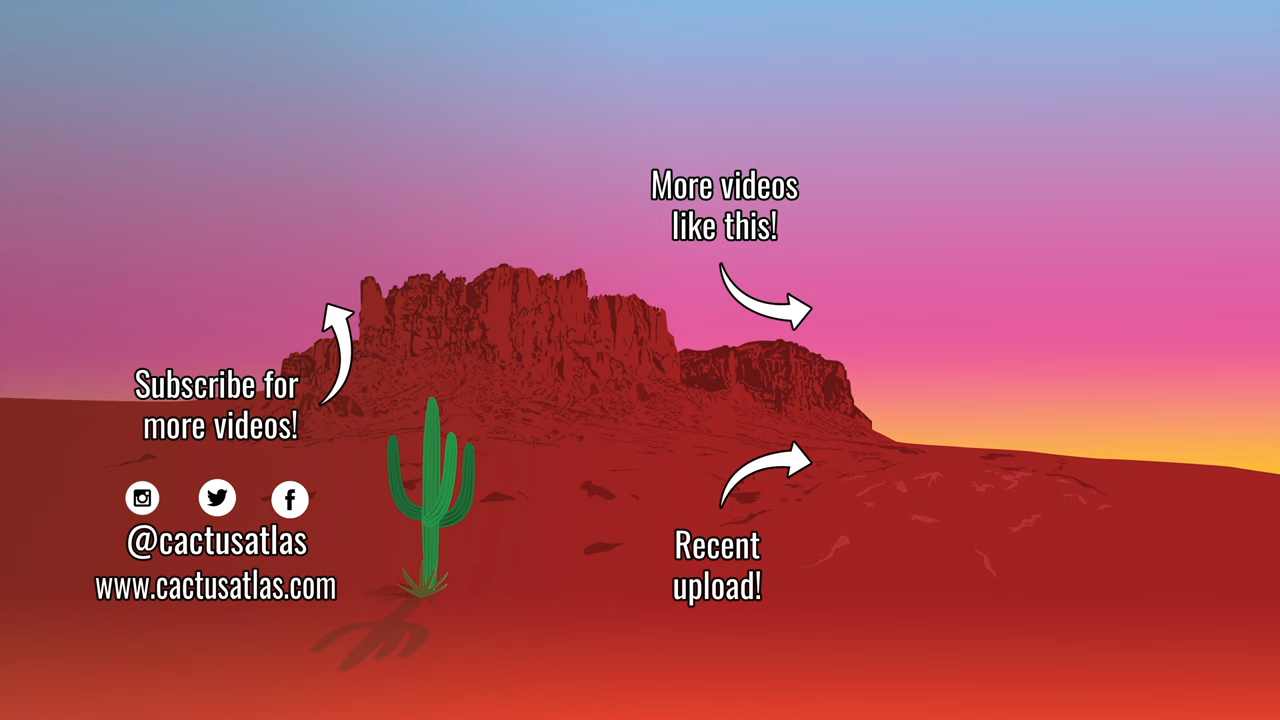 More videos
like this!
Subscribe for
more videos!
@cactusatlas
www.cactusatlas.com
Recent
upload!